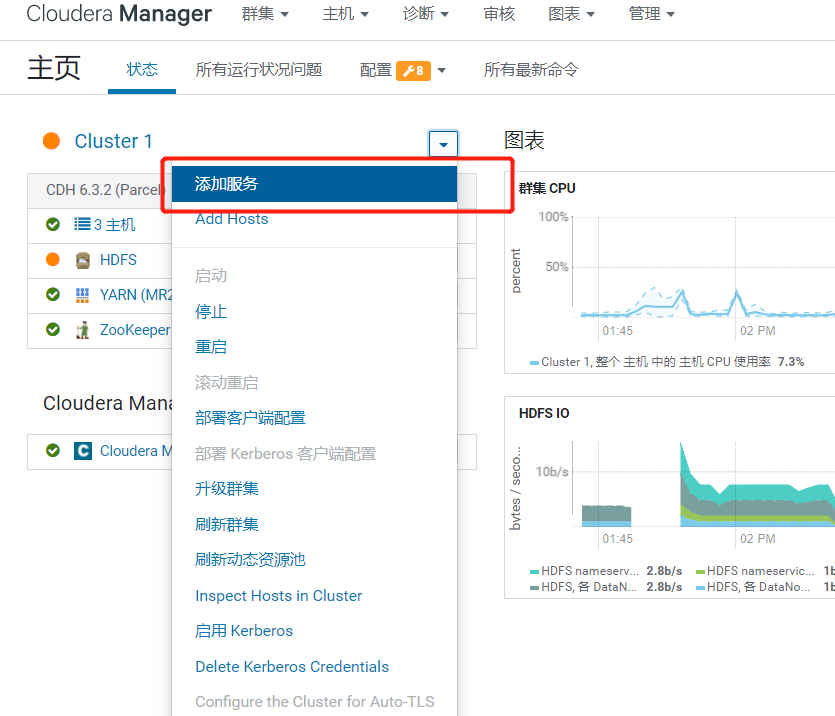 Cloudera Manager 群集 主机 诊断 审核 图表 管理
主页 状态 所有运行状况问题 配置 8 所有最新命令
Cluster 1
CDH 6.3.2 (Parcel
3 主机
HDFS
YARN (MR2
ZooKeeper
Cloudera Mana
Cloudera M
添加服务
Add Hosts
启动
停止
重启
滚动重启
部署客户端配置
部署 Kerberos 客户端配置
升级群集
刷新群集
刷新动态资源池
Inspect Hosts in Cluster
启用 Kerberos
Delete Kerberos Credentials
Configure the Cluster for Auto-TLS
图表
群集 CPU
percent
100%
50%
01:45 02 PM
Cluster 1, 整个 主机 中的 主机 CPU 使用率 7.3%
HDFS IO
bytes / seco...
10b/s
01:45 02 PM
HDFS nameserv... 2.8b/s HDFS nameservic... 1b
HDFS, 各 DataNo... 2.8b/s HDFS, 各 DataNo... 1b